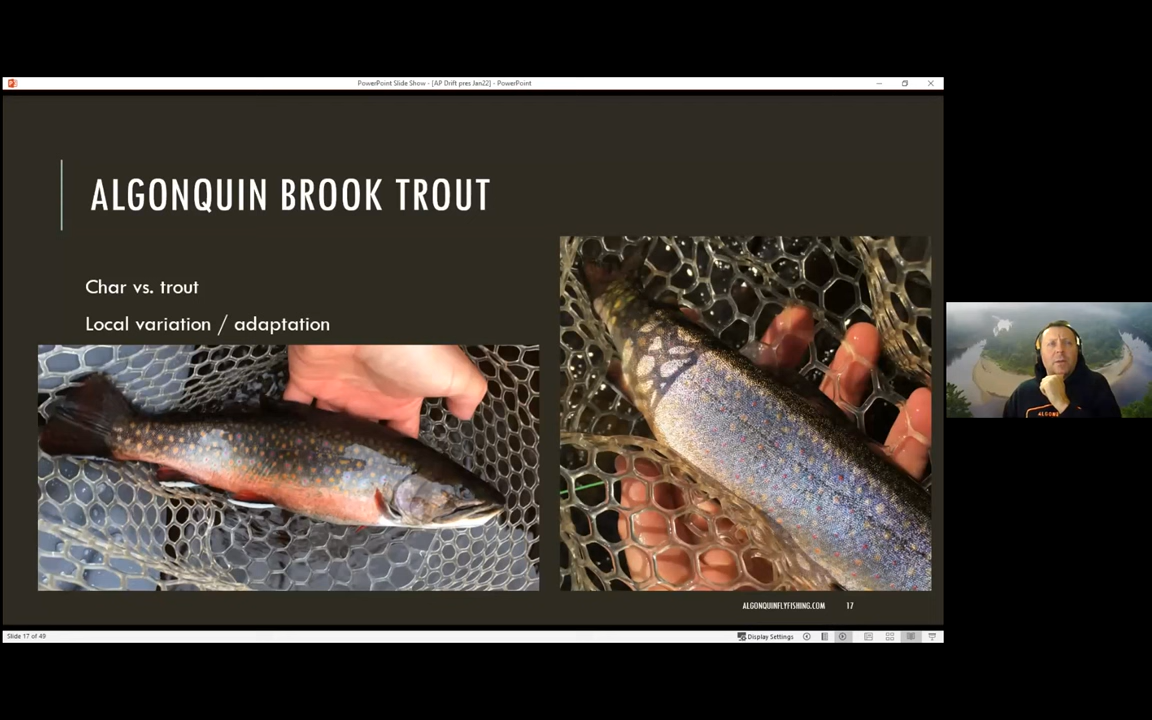 PowerPoint Slide Show - [AP Drift pres Jan22] - PowerPoint
ALGONQUIN BROOK TROUT
Char vs. trout
Local variation / adaptation
ALGONQUINFLYFISHING.COM 17
Slide 17 of 49
Display Settings